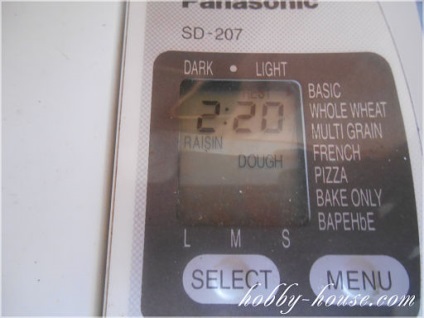 Panasonic
SD-207
DARK • LIGHT
REST
2:20
RAISIN
DOUGH
BASIC
WHOLE WHEAT
MULTI GRAIN
FRENCH
PIZZA
BAKE ONLY
ВАРЕНЬЕ
L M S
SELECT
MENU
hobby-house.com